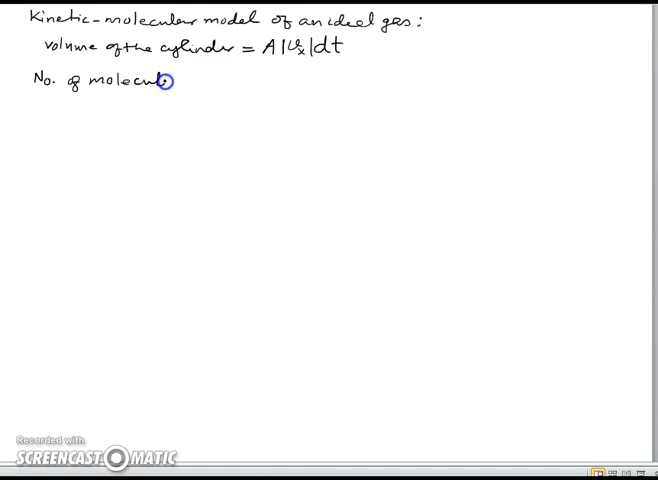 Kinetic-molecular model of an ideal gas:
volume of the cylinder = A|v_x|dt
No. of molecul
Recorded with
SCREENCAST-O-MATIC